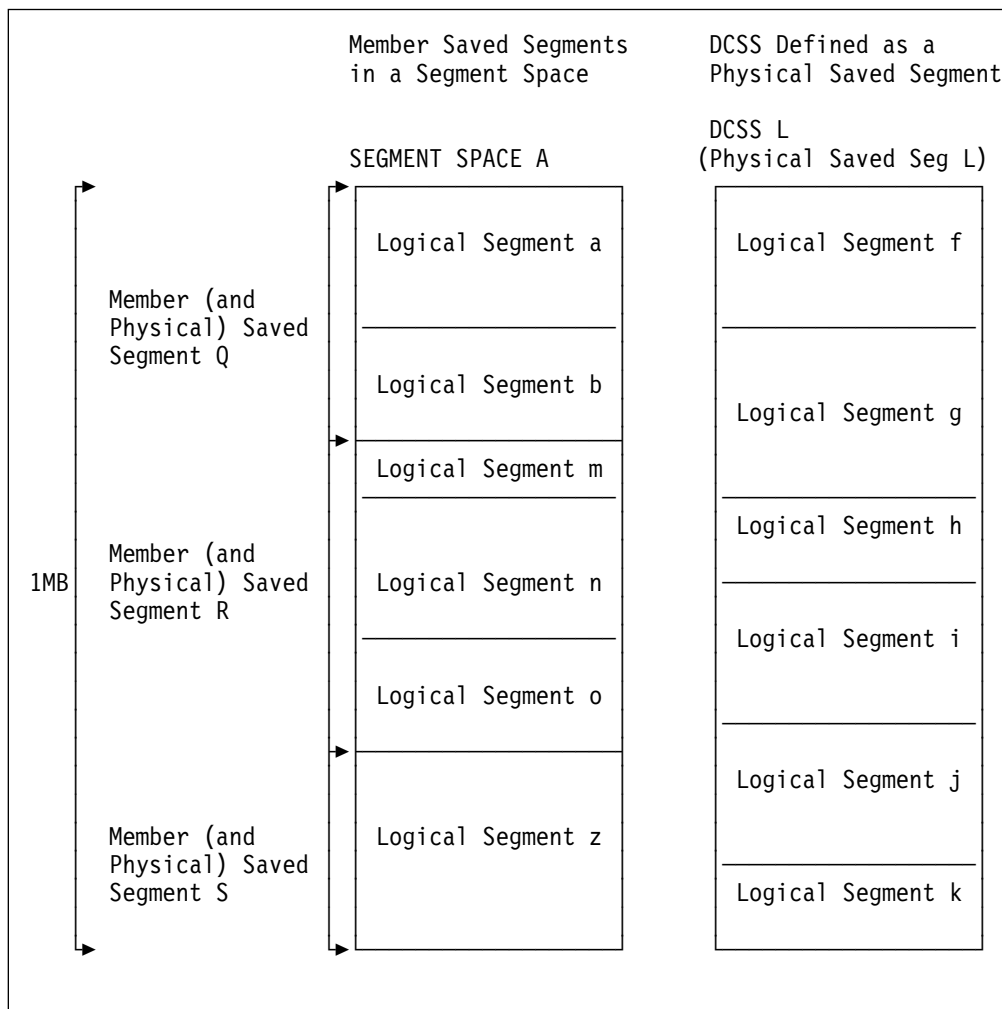 Member Saved Segments
in a Segment Space
DCSS Defined as a
Physical Saved Segment
SEGMENT SPACE A
DCSS L
(Physical Saved Seg L)
1MB
Member (and
Physical) Saved
Segment Q
Member (and
Physical) Saved
Segment R
Member (and
Physical) Saved
Segment S
Logical Segment a
Logical Segment b
Logical Segment m
Logical Segment n
Logical Segment o
Logical Segment z
Logical Segment f
Logical Segment g
Logical Segment h
Logical Segment i
Logical Segment j
Logical Segment k